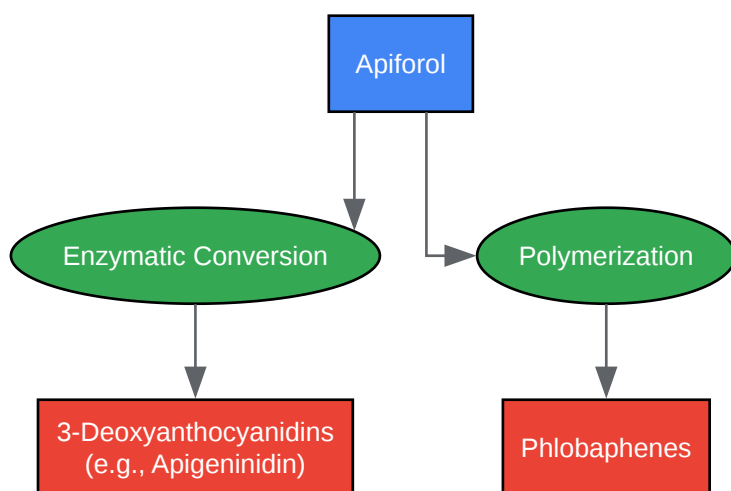 Apiforol
Enzymatic Conversion
Polymerization
3-Deoxyanthocyanidins
(e.g., Apigeninidin)
Phlobaphenes